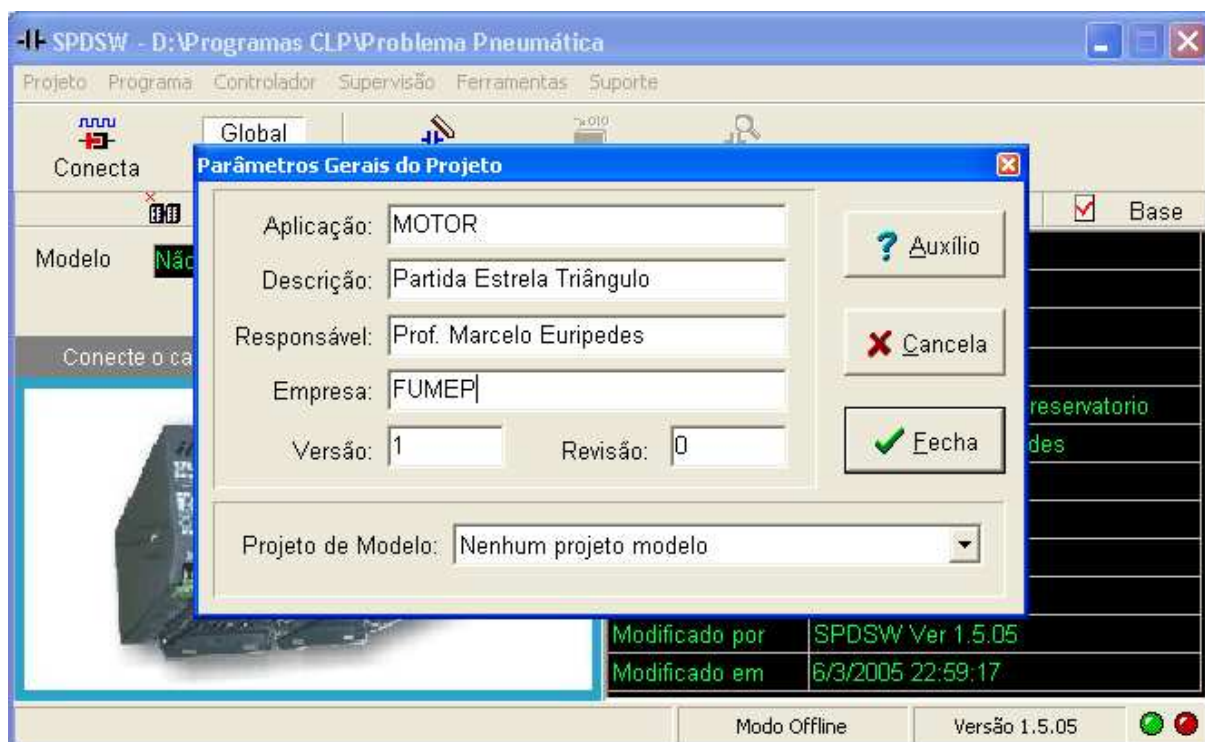 SPDSW - D:\Programas CLP\Problema Pneumática
Projeto Programa Controlador Supervisão Ferramentas Suporte
Conecta Global
Parâmetros Gerais do Projeto
Base
Modelo
Aplicação: MOTOR
Descrição: Partida Estrela Triângulo
Responsável: Prof. Marcelo Euripedes
Empresa: FUMEP
Versão: 1 Revisão: 0
Auxílio
Cancela
Fecha
Conecte o
reservatorio
Projeto de Modelo: Nenhum projeto modelo
Modificado por SPDSW Ver 1.5.05
Modificado em 6/3/2005 22:59:17
Modo Offline Versão 1.5.05